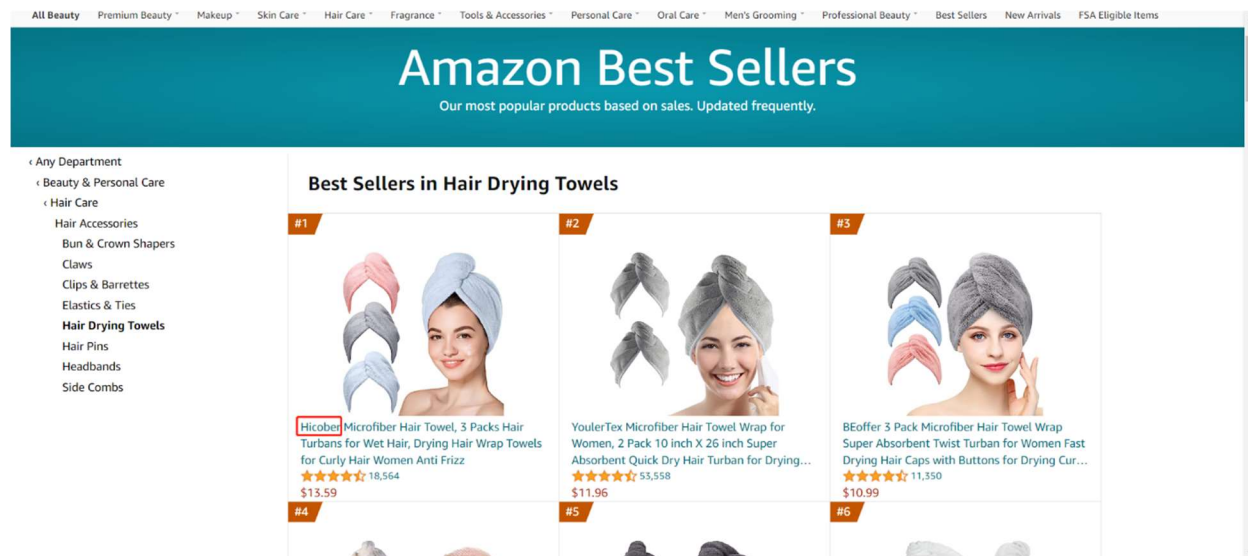 All Beauty Premium Beauty Makeup Skin Care Hair Care Fragrance Tools & Accessories Personal Care Oral Care Men's Grooming Professional Beauty Best Sellers New Arrivals FSA Eligible Items
Amazon Best Sellers
Our most popular products based on sales. Updated frequently.
‹ Any Department
‹ Beauty & Personal Care
‹ Hair Care
Hair Accessories
Bun & Crown Shapers
Claws
Clips & Barrettes
Elastics & Ties
Hair Drying Towels
Hair Pins
Headbands
Side Combs
Best Sellers in Hair Drying Towels
#1
Hicober Microfiber Hair Towel, 3 Packs Hair
Turbans for Wet Hair, Drying Hair Wrap Towels
for Curly Hair Women Anti Frizz
18,564
$13.59
#2
YoulerTex Microfiber Hair Towel Wrap for
Women, 2 Pack 10 inch X 26 inch Super
Absorbent Quick Dry Hair Turban for Drying...
53,558
$11.96
#3
BEoffer 3 Pack Microfiber Hair Towel Wrap
Super Absorbent Twist Turban for Women Fast
Drying Hair Caps with Buttons for Drying Cur...
11,350
$10.99
#4
#5
#6